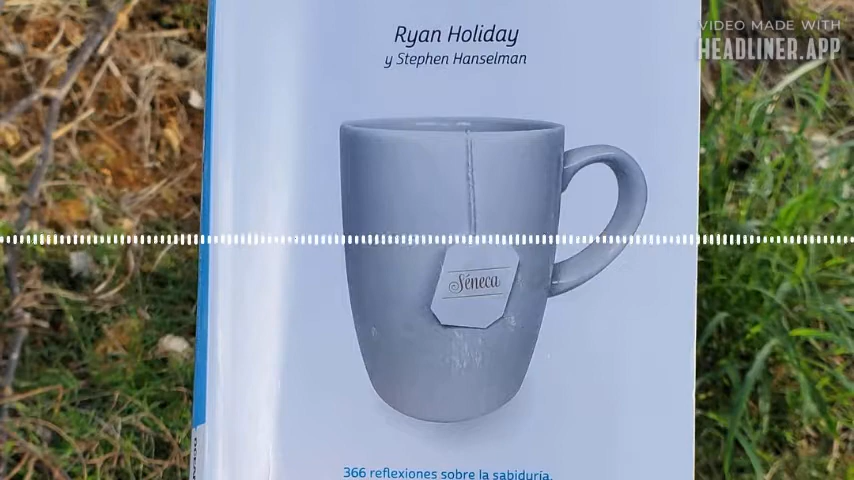 Ryan Holiday
y Stephen Hanselman
VIDEO MADE WITH
HEADLINER.APP
Séneca
366 reflexiones sobre la sabiduría,